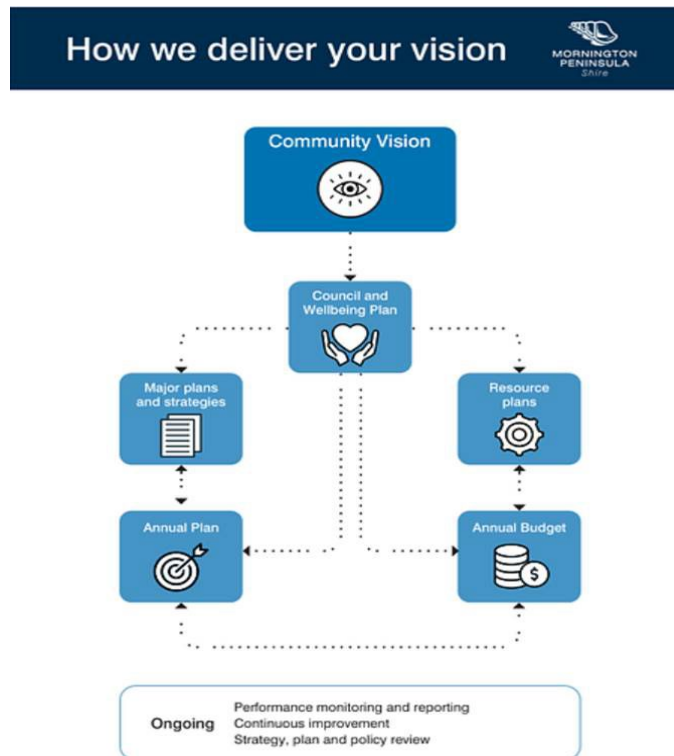 How we deliver your vision
MORNINGTON
PENINSULA
Shire
Community Vision
Council and
Wellbeing Plan
Major plans
and strategies
Resource
plans
Annual Plan
Annual Budget
$
Ongoing
Performance monitoring and reporting
Continuous improvement
Strategy, plan and policy review